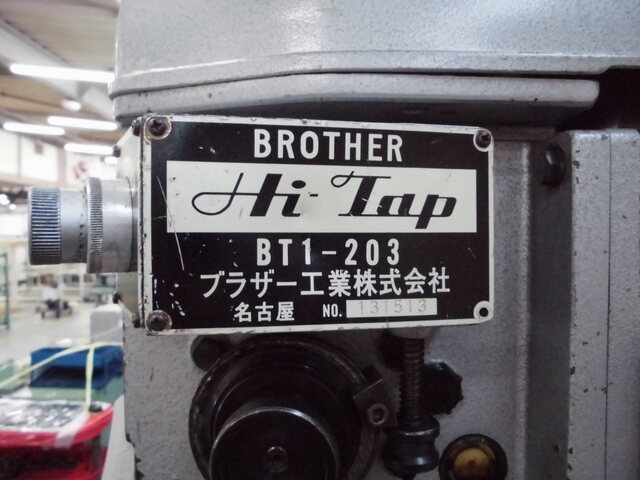 BROTHER
Hi-Tap
BT1-203
ブラザー工業株式会社
名古屋 NO. 131513